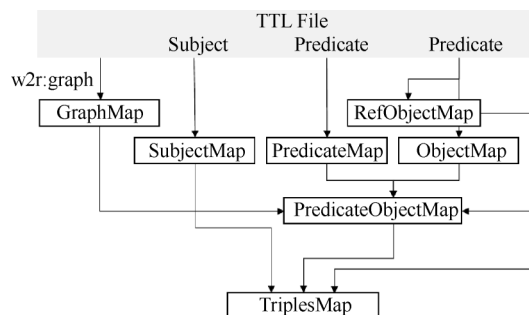 TTL File
Subject Predicate Predicate
w2r:graph
GraphMap RefObjectMap
SubjectMap PredicateMap ObjectMap
PredicateObjectMap
TriplesMap